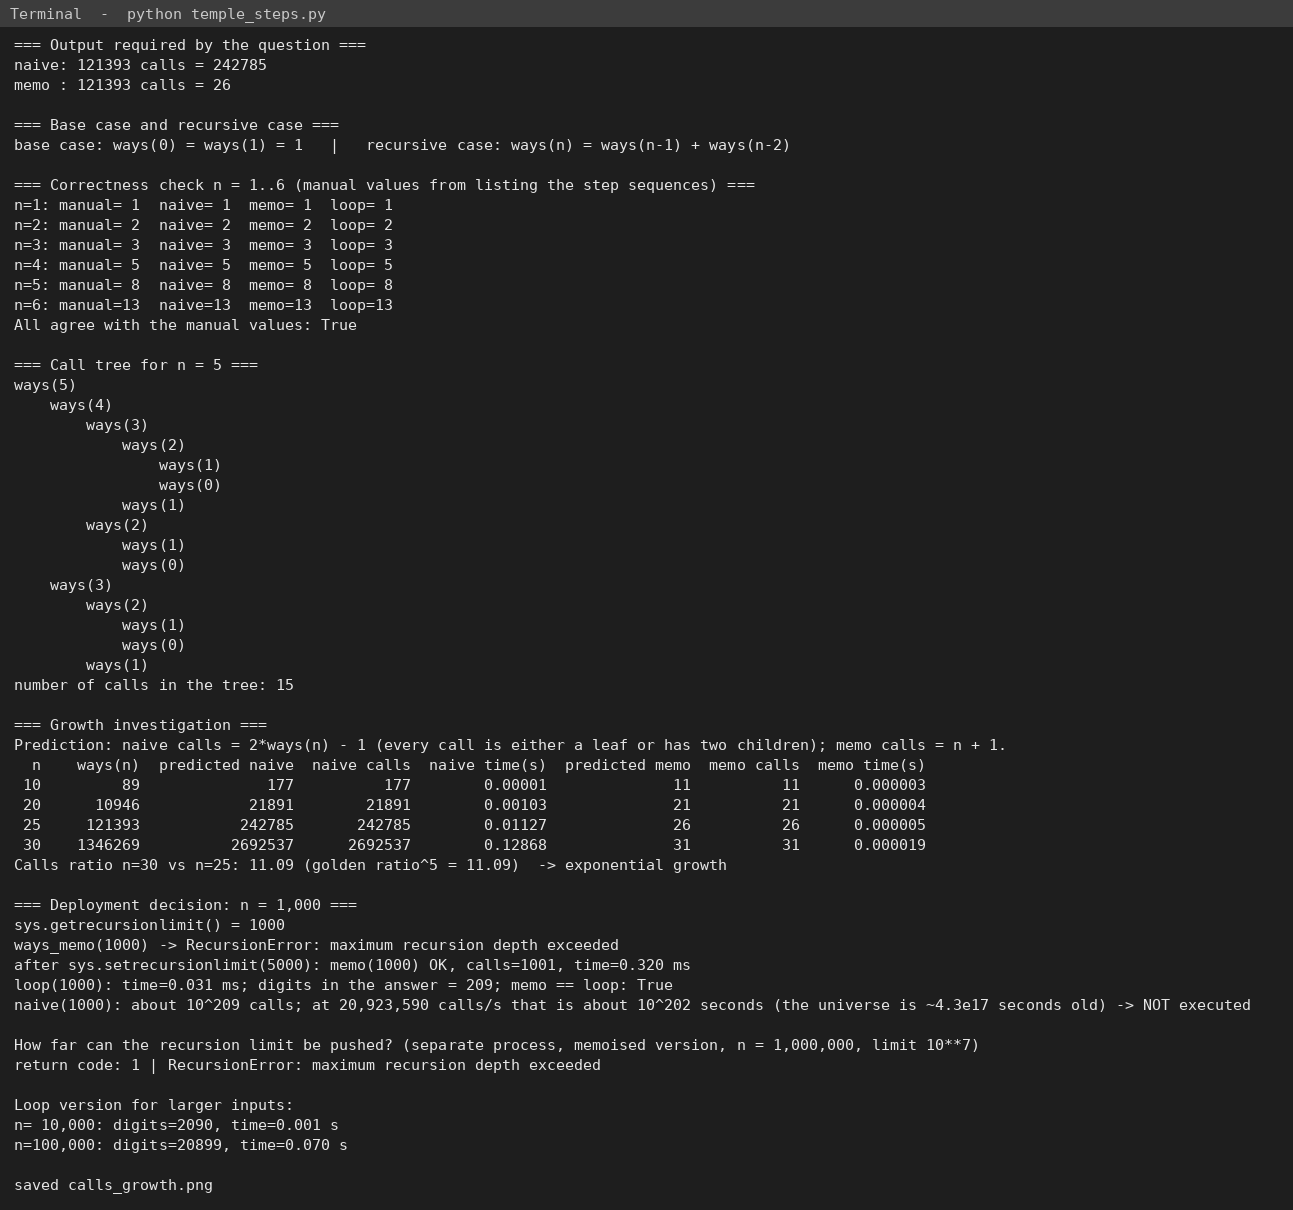 Terminal  -  python temple_steps.py
=== Output required by the question ===
naive: 121393 calls = 242785
memo : 121393 calls = 26

=== Base case and recursive case ===
base case: ways(0) = ways(1) = 1   |   recursive case: ways(n) = ways(n-1) + ways(n-2)

=== Correctness check n = 1..6 (manual values from listing the step sequences) ===
n=1: manual= 1  naive= 1  memo= 1  loop= 1
n=2: manual= 2  naive= 2  memo= 2  loop= 2
n=3: manual= 3  naive= 3  memo= 3  loop= 3
n=4: manual= 5  naive= 5  memo= 5  loop= 5
n=5: manual= 8  naive= 8  memo= 8  loop= 8
n=6: manual=13  naive=13  memo=13  loop=13
All agree with the manual values: True

=== Call tree for n = 5 ===
ways(5)
    ways(4)
        ways(3)
            ways(2)
                ways(1)
                ways(0)
            ways(1)
        ways(2)
            ways(1)
            ways(0)
    ways(3)
        ways(2)
            ways(1)
            ways(0)
        ways(1)
number of calls in the tree: 15

=== Growth investigation ===
Prediction: naive calls = 2*ways(n) - 1 (every call is either a leaf or has two children); memo calls = n + 1.
  n    ways(n)  predicted naive  naive calls  naive time(s)  predicted memo  memo calls  memo time(s)
 10         89              177          177        0.00001              11          11      0.000003
 20      10946            21891        21891        0.00103              21          21      0.000004
 25     121393           242785       242785        0.01127              26          26      0.000005
 30    1346269          2692537      2692537        0.12868              31          31      0.000019
Calls ratio n=30 vs n=25: 11.09 (golden ratio^5 = 11.09)  -> exponential growth

=== Deployment decision: n = 1,000 ===
sys.getrecursionlimit() = 1000
ways_memo(1000) -> RecursionError: maximum recursion depth exceeded
after sys.setrecursionlimit(5000): memo(1000) OK, calls=1001, time=0.320 ms
loop(1000): time=0.031 ms; digits in the answer = 209; memo == loop: True
naive(1000): about 10^209 calls; at 20,923,590 calls/s that is about 10^202 seconds (the universe is ~4.3e17 seconds old) -> NOT executed

How far can the recursion limit be pushed? (separate process, memoised version, n = 1,000,000, limit 10**7)
return code: 1 | RecursionError: maximum recursion depth exceeded

Loop version for larger inputs:
n= 10,000: digits=2090, time=0.001 s
n=100,000: digits=20899, time=0.070 s

saved calls_growth.png